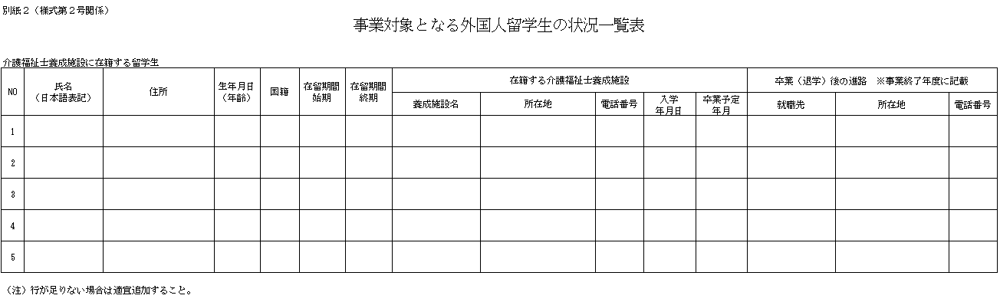 別紙２（様式第２号関係）
事業対象となる外国人留学生の状況一覧表
介護福祉士養成施設に在籍する留学生
NO
氏名
（日本語表記）
住所
生年月日
（年齢）
国籍
在留期間
始期
在留期間
終期
在籍する介護福祉士養成施設
養成施設名
所在地
電話番号
入学
年月日
卒業予定
年月
卒業（退学）後の進路　※事業終了年度に記載
就職先
所在地
電話番号
1
2
3
4
5
（注）行が足りない場合は適宜追加すること。